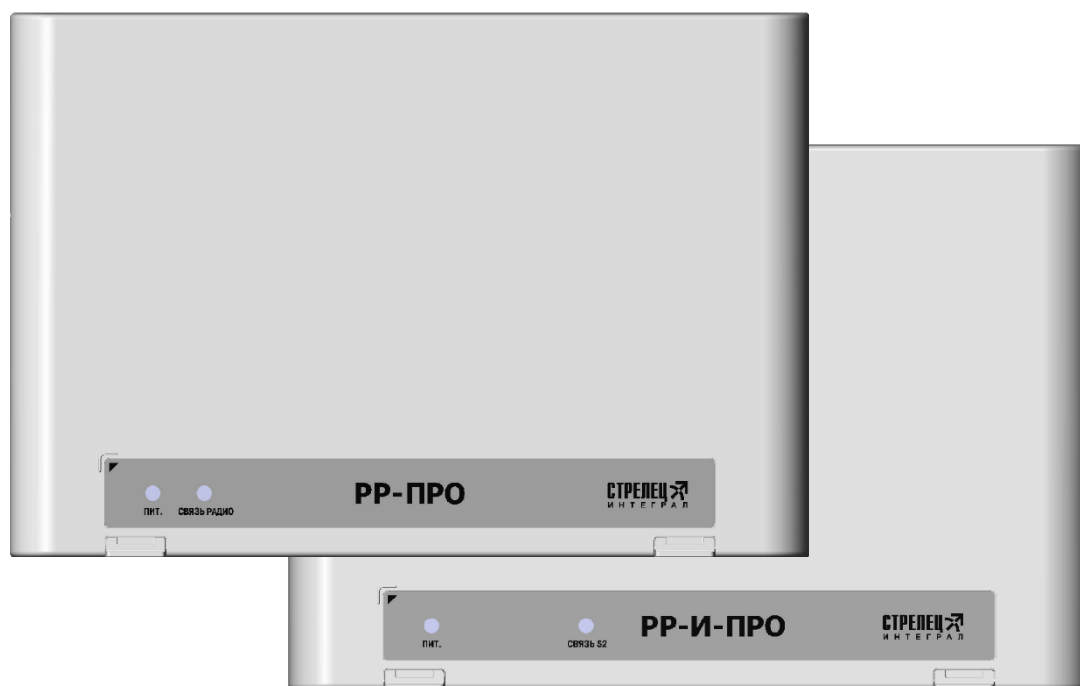 ПИТ.
СВЯЗЬ РАДИО
РР-ПРО
СТРЕЛЕЦ
ИНТЕГРАЛ
ПИТ.
СВЯЗЬ S2
РР-И-ПРО
СТРЕЛЕЦ
ИНТЕГРАЛ